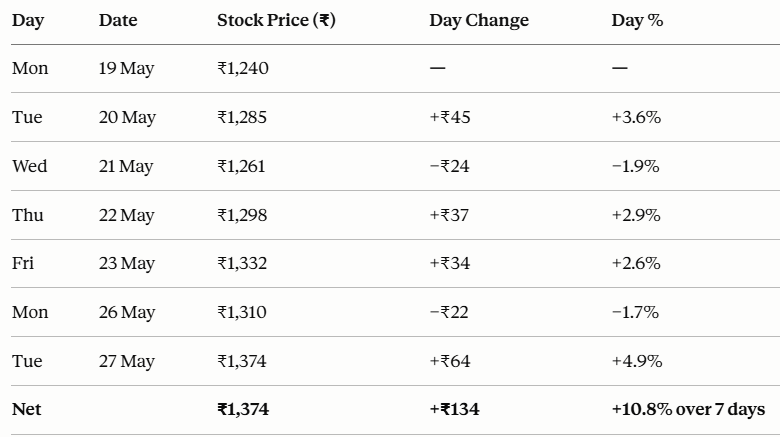 Day Date Stock Price (₹) Day Change Day %
Mon 19 May ₹1,240 — —
Tue 20 May ₹1,285 +₹45 +3.6%
Wed 21 May ₹1,261 −₹24 −1.9%
Thu 22 May ₹1,298 +₹37 +2.9%
Fri 23 May ₹1,332 +₹34 +2.6%
Mon 26 May ₹1,310 −₹22 −1.7%
Tue 27 May ₹1,374 +₹64 +4.9%
Net ₹1,374 +₹134 +10.8% over 7 days